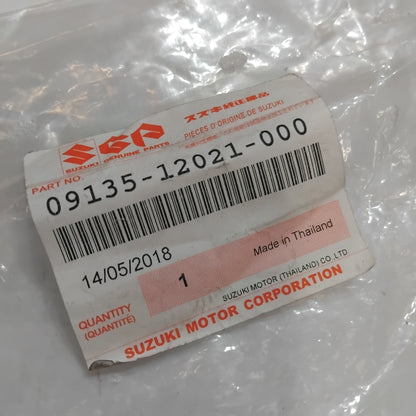 SGP
SUZUKI GENUINE PARTS
スズキ純正部品
PIECES D'ORIGINE DE SUZUKI
PART NO.
09135-12021-000
14/05/2018
Made in Thailand
QUANTITY
(QUANTITÉ)
1
SUZUKI MOTOR (THAILAND) CO., LTD
SUZUKI MOTOR CORPORATION